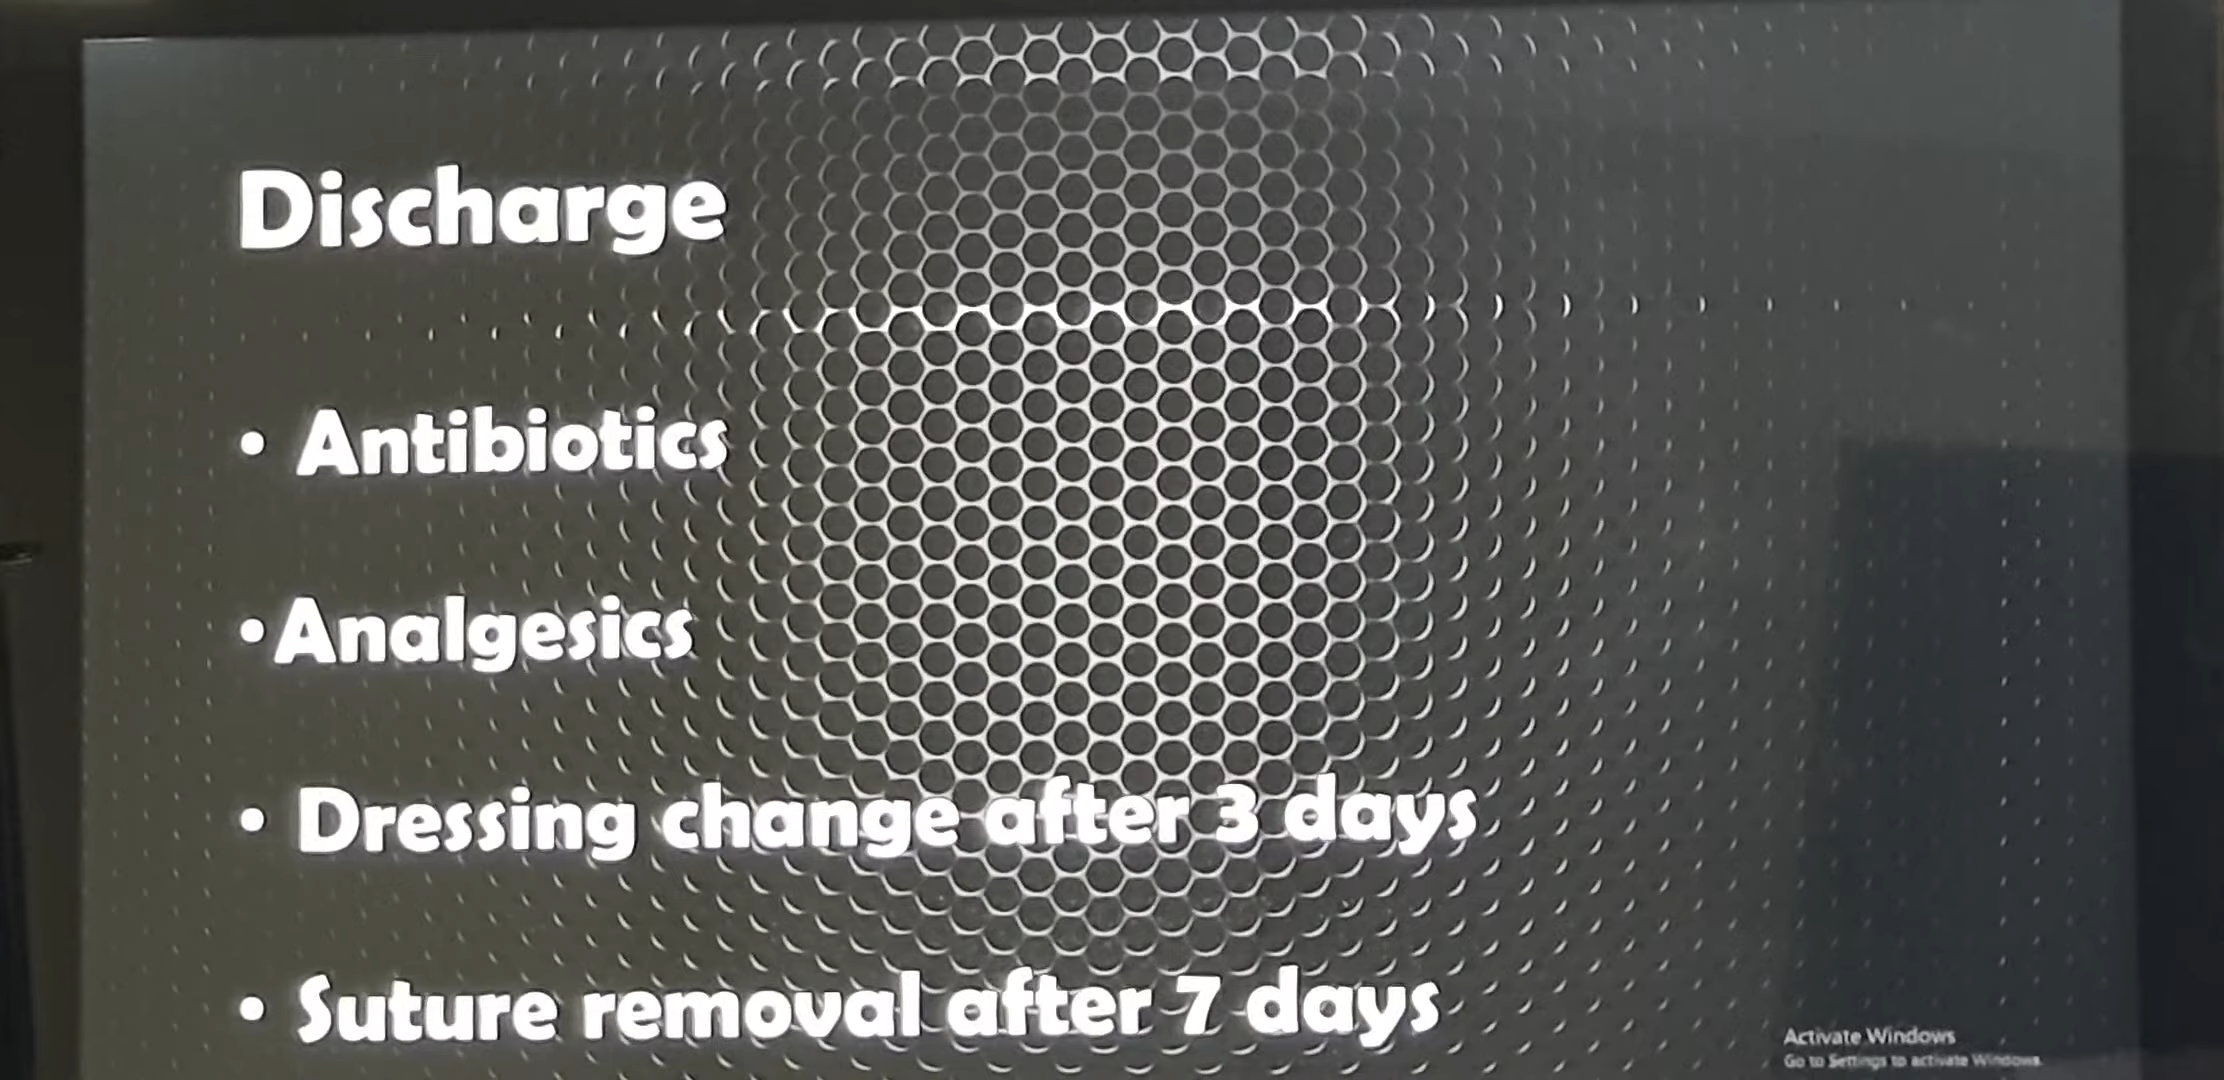 Discharge
• Antibiotics
•Analgesics
• Dressing change after 3 days
• Suture removal after 7 days
Activate Windows
Go to Settings to activate Windows.